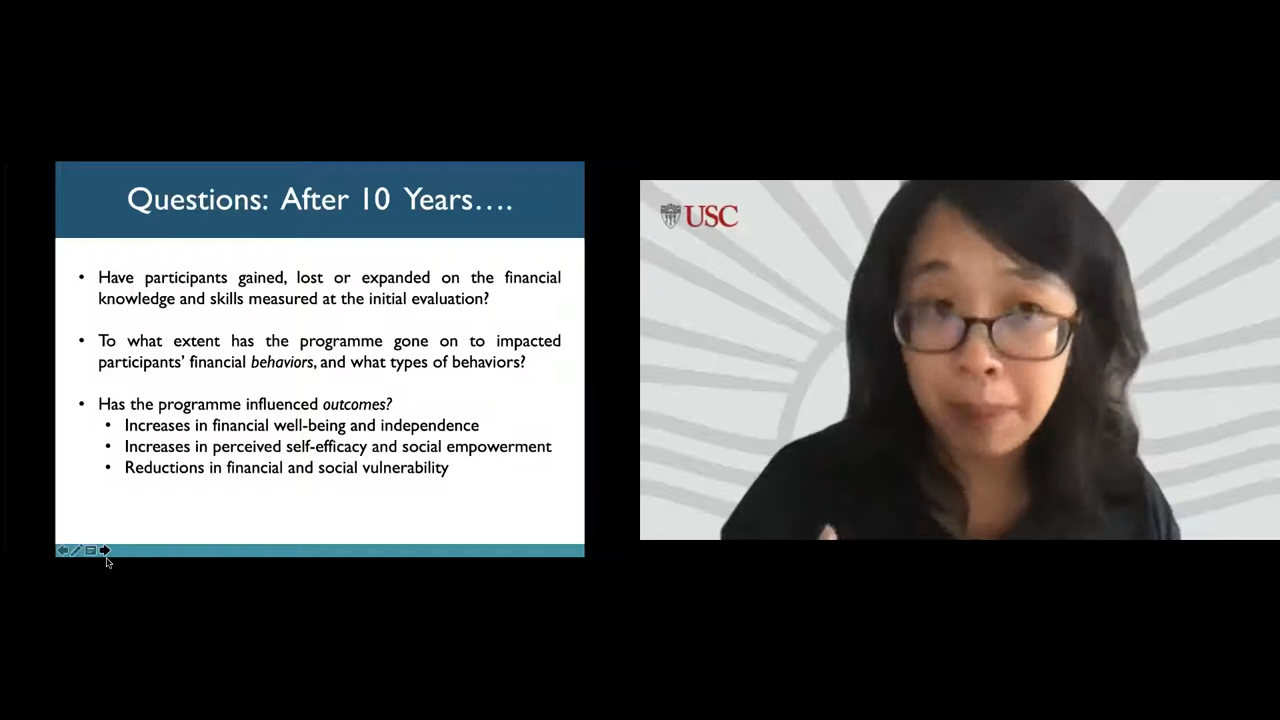 Questions: After 10 Years….
• Have participants gained, lost or expanded on the financial
knowledge and skills measured at the initial evaluation?
• To what extent has the programme gone on to impacted
participants’ financial behaviors, and what types of behaviors?
• Has the programme influenced outcomes?
• Increases in financial well-being and independence
• Increases in perceived self-efficacy and social empowerment
• Reductions in financial and social vulnerability
USC